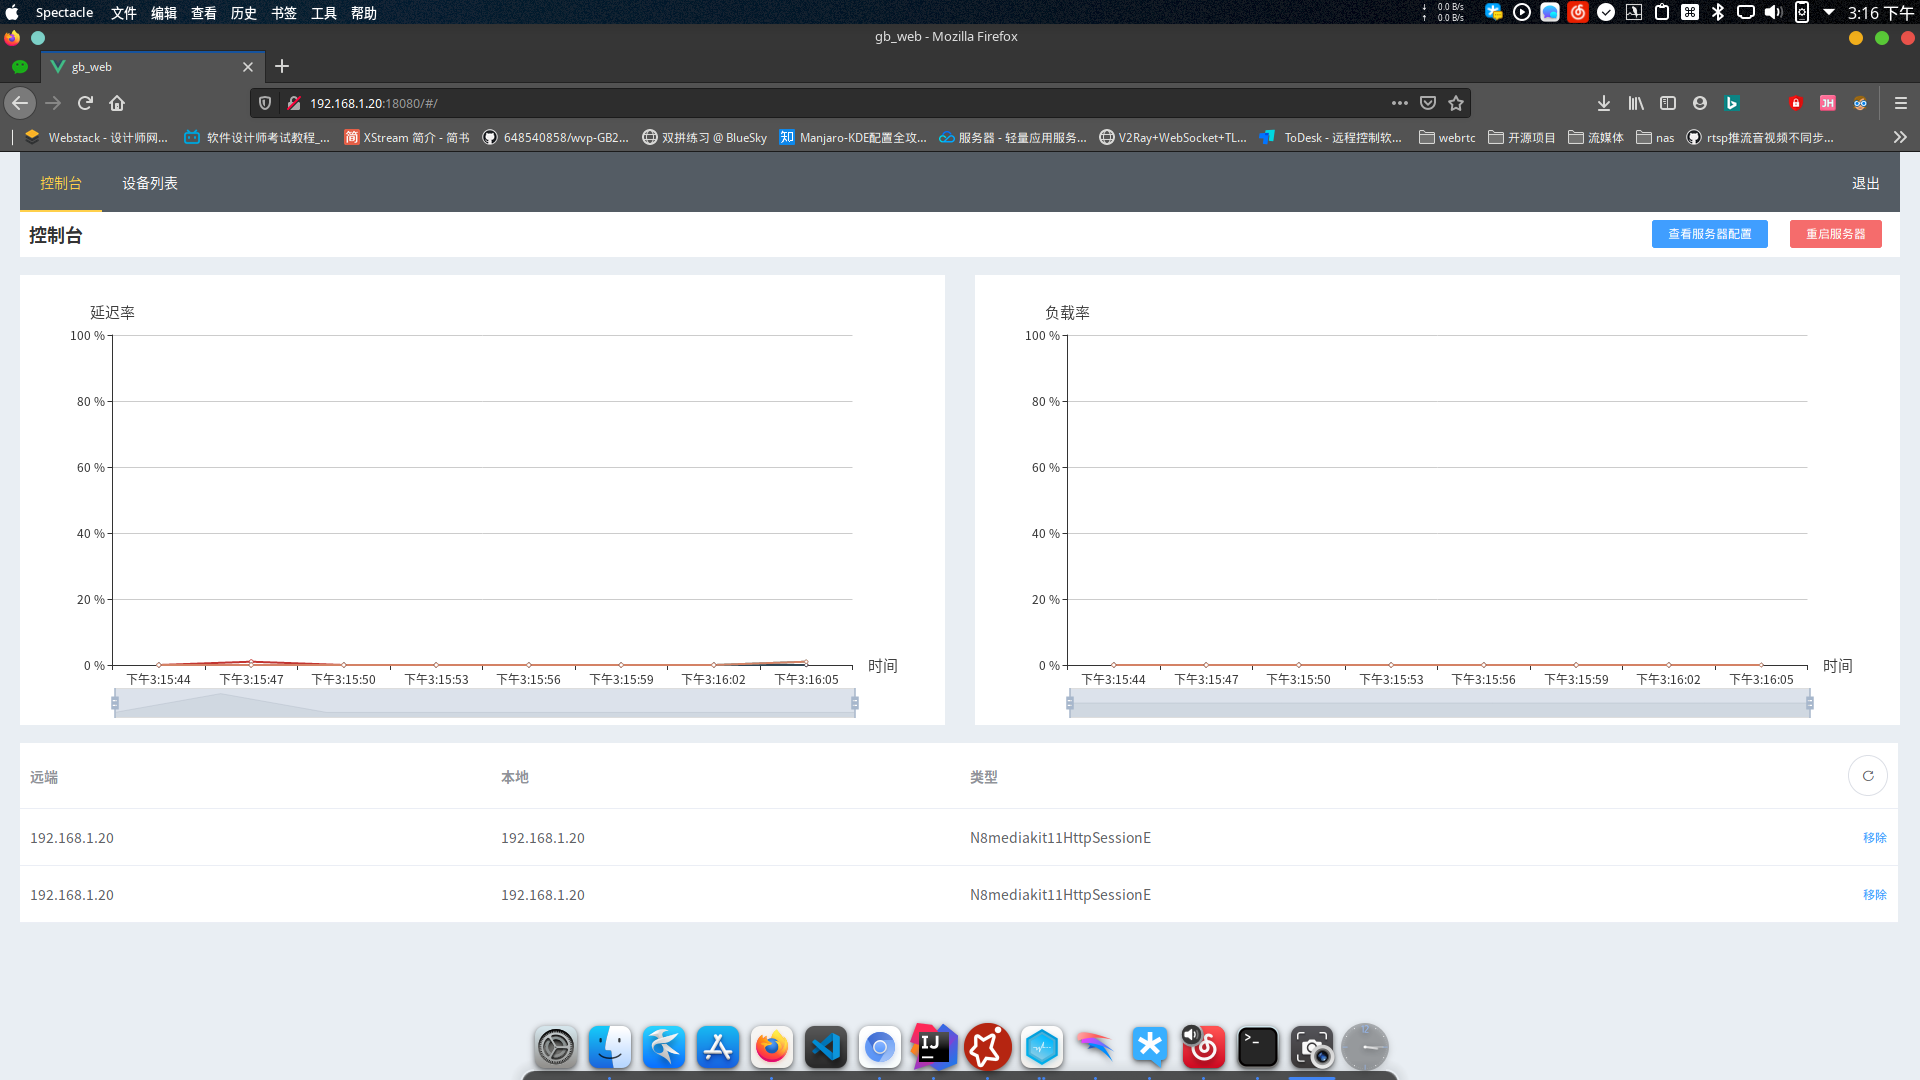 Spectacle 文件 编辑 查看 历史 书签 工具 帮助
↓ 0.0 B/s
↑ 0.0 B/s
3:16 下午
gb_web - Mozilla Firefox
gb_web
192.168.1.20:18080/#/
Webstack - 设计师网... 软件设计师考试教程_... 简 XStream 简介 - 简书 648540858/wvp-GB2... 双拼练习 @ BlueSky 知 Manjaro-KDE配置全攻... 服务器 - 轻量应用服务... V2Ray+WebSocket+TL... ToDesk - 远程控制软... webrtc 开源项目 流媒体 nas rtsp推流音视频不同步...
JH
控制台 设备列表 退出
控制台 查看服务器配置 重启服务器
延迟率
100 %
80 %
60 %
40 %
20 %
0 %
时间
下午3:15:44 下午3:15:47 下午3:15:50 下午3:15:53 下午3:15:56 下午3:15:59 下午3:16:02 下午3:16:05
负载率
100 %
80 %
60 %
40 %
20 %
0 %
时间
下午3:15:44 下午3:15:47 下午3:15:50 下午3:15:53 下午3:15:56 下午3:15:59 下午3:16:02 下午3:16:05
远端 本地 类型
192.168.1.20 192.168.1.20 N8mediakit11HttpSessionE 移除
192.168.1.20 192.168.1.20 N8mediakit11HttpSessionE 移除
IJ
>_
12